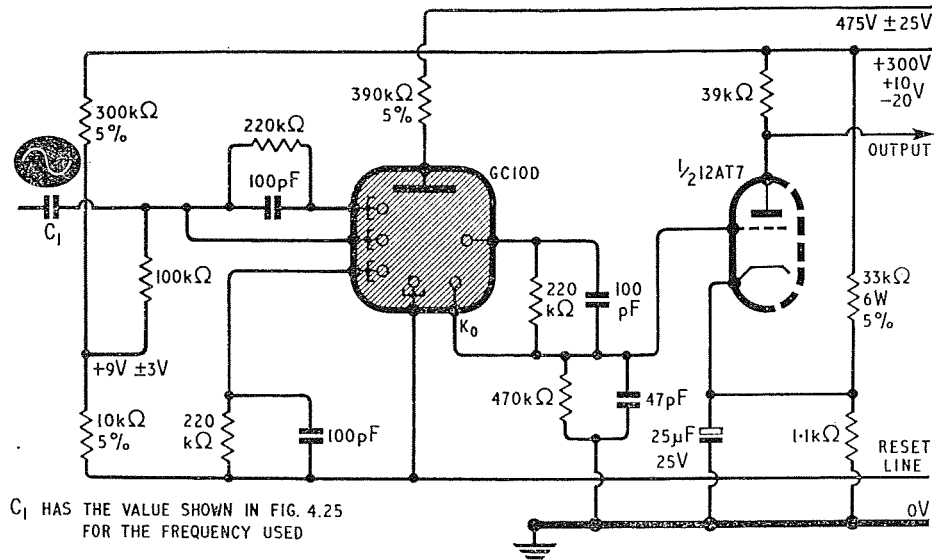 475V ±25V
+300V
+10
-20V
300kΩ
5%
390kΩ
5%
39kΩ
OUTPUT
220kΩ
100pF
GC10D
½12AT7
C₁
100kΩ
220
kΩ
100
pF
33kΩ
6W
5%
K₀
+9V ±3V
10kΩ
5%
220
kΩ
100pF
470kΩ
47pF
25μF
25V
1·1kΩ
RESET
LINE
0V
C₁ HAS THE VALUE SHOWN IN FIG. 4.25
FOR THE FREQUENCY USED